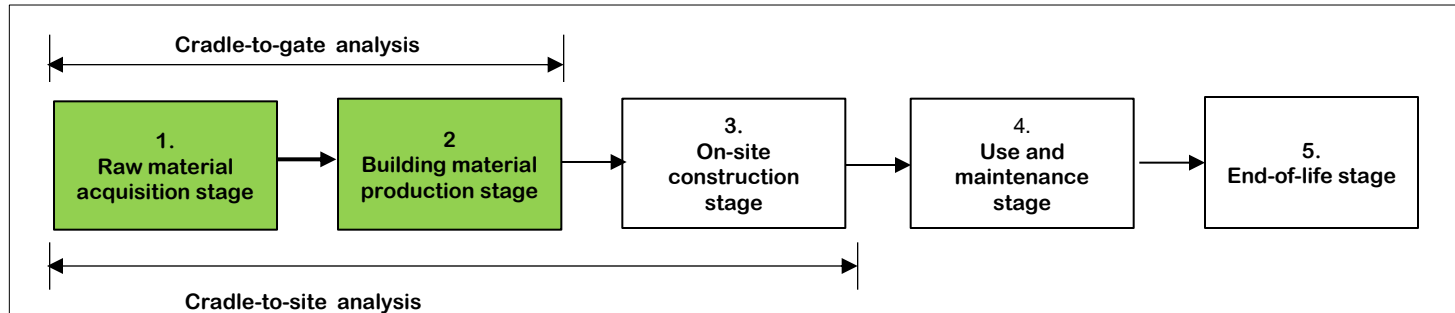 Cradle-to-gate analysis
1.
Raw material
acquisition stage
2
Building material
production stage
3.
On-site
construction
stage
4.
Use and
maintenance
stage
5.
End-of-life stage
Cradle-to-site analysis